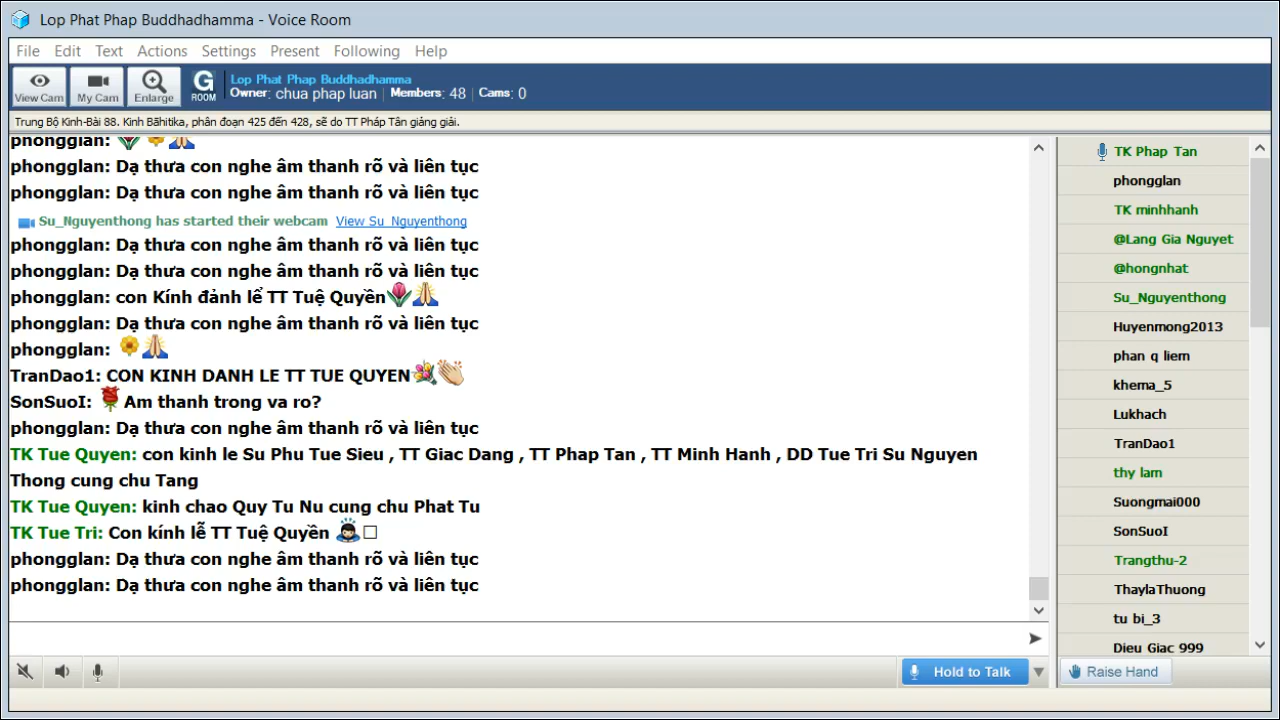 Lop Phat Phap Buddhadhamma - Voice Room
File Edit Text Actions Settings Present Following Help
View Cam My Cam Enlarge G ROOM
Lop Phat Phap Buddhadhamma
Owner: chua phap luan | Members: 48 | Cams: 0
Trung Bộ Kinh-Bài 88. Kinh Bāhitika, phân đoạn 425 đến 428, sẽ do TT Pháp Tân giảng giải.
phongglan:
phongglan: Dạ thưa con nghe âm thanh rõ và liên tục
phongglan: Dạ thưa con nghe âm thanh rõ và liên tục
Su_Nguyenthong has started their webcam View Su_Nguyenthong
phongglan: Dạ thưa con nghe âm thanh rõ và liên tục
phongglan: Dạ thưa con nghe âm thanh rõ và liên tục
phongglan: con Kính đảnh lể TT Tuệ Quyền
phongglan: Dạ thưa con nghe âm thanh rõ và liên tục
phongglan:
TranDao1: CON KINH DANH LE TT TUE QUYEN
SonSuoI: Am thanh trong va ro?
phongglan: Dạ thưa con nghe âm thanh rõ và liên tục
TK Tue Quyen: con kinh le Su Phu Tue Sieu , TT Giac Dang , TT Phap Tan , TT Minh Hanh , DD Tue Tri Su Nguyen
Thong cung chu Tang
TK Tue Quyen: kinh chao Quy Tu Nu cung chu Phat Tu
TK Tue Tri: Con kính lễ TT Tuệ Quyền
phongglan: Dạ thưa con nghe âm thanh rõ và liên tục
phongglan: Dạ thưa con nghe âm thanh rõ và liên tục
TK Phap Tan
phongglan
TK minhhanh
@Lang Gia Nguyet
@hongnhat
Su_Nguyenthong
Huyenmong2013
phan q liem
khema_5
Lukhach
TranDao1
thy lam
Suongmai000
SonSuoI
Trangthu-2
ThaylaThuong
tu bi_3
Dieu Giac 999
Hold to Talk
Raise Hand